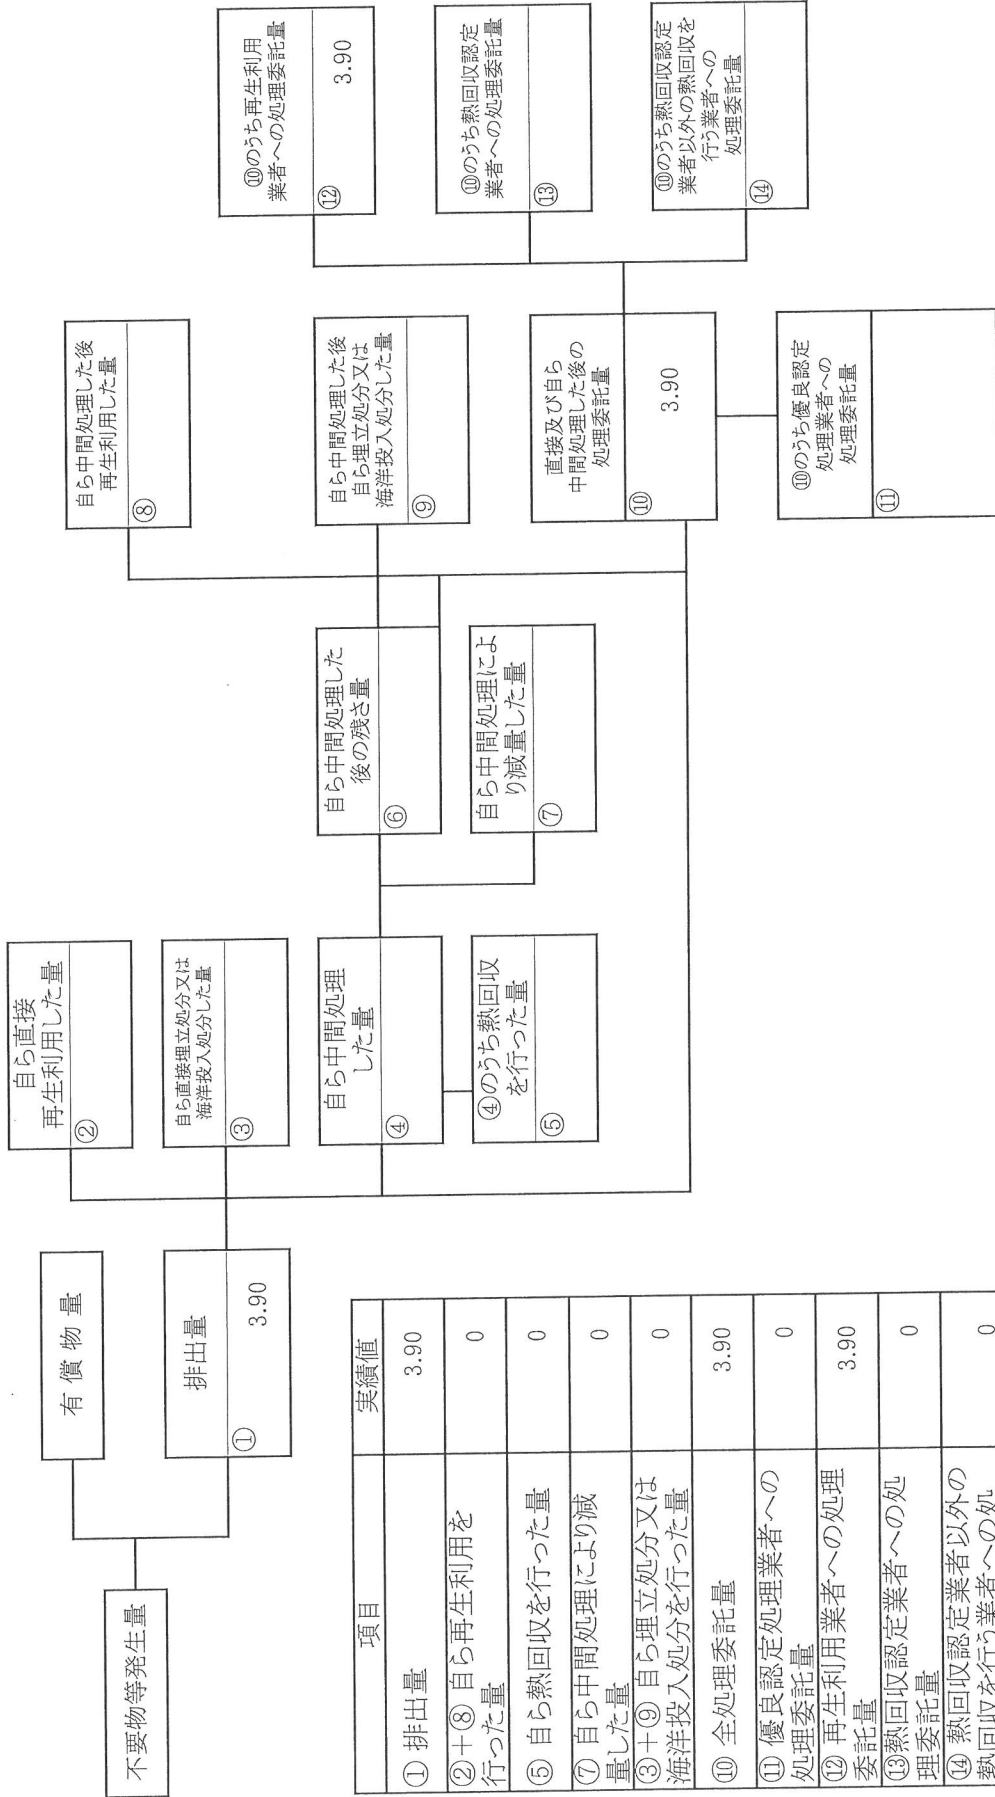 不要物等発生量
有償物量
排出量
①
3.90
自ら直接
再生利用した量
②
自ら直接埋立処分又は
海洋投入処分した量
③
自ら中間処理
した量
④
④のうち熱回収
を行った量
⑤
自ら中間処理した
後の残さ量
⑥
自ら中間処理によ
り減量した量
⑦
自ら中間処理した後
再生利用した量
⑧
自ら中間処理した後
自ら埋立処分又は
海洋投入処分した量
⑨
直接及び自ら
中間処理した後の
処理委託量
⑩
3.90
⑩のうち優良認定
処理業者への
処理委託量
⑪
⑩のうち再生利用
業者への処理委託量
⑫
3.90
⑩のうち熱回収認定
業者への処理委託量
⑬
⑩のうち熱回収認定
業者以外の熱回収を
行う業者への
処理委託量
⑭
項目 実績値
① 排出量 3.90
②+⑧ 自ら再生利用を
行った量 0
⑤ 自ら熱回収を行った量 0
⑦ 自ら中間処理により減
量した量 0
③+⑨ 自ら埋立処分又は
海洋投入処分を行った量 0
⑩ 全処理委託量 3.90
⑪ 優良認定処理業者への
処理委託量 0
⑫ 再生利用業者への処理
委託量 3.90
⑬熱回収認定業者への処
理委託量 0
⑭ 熱回収認定業者以外の
熱回収を行う業者への処 0